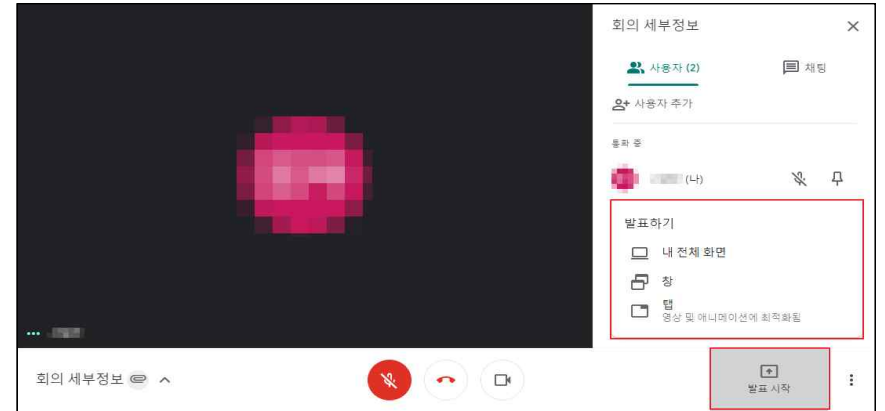 회의 세부정보
사용자 (2)
채팅
사용자 추가
통화 중
(나)
발표하기
내 전체 화면
창
탭
영상 및 애니메이션에 최적화됨
회의 세부정보
발표 시작